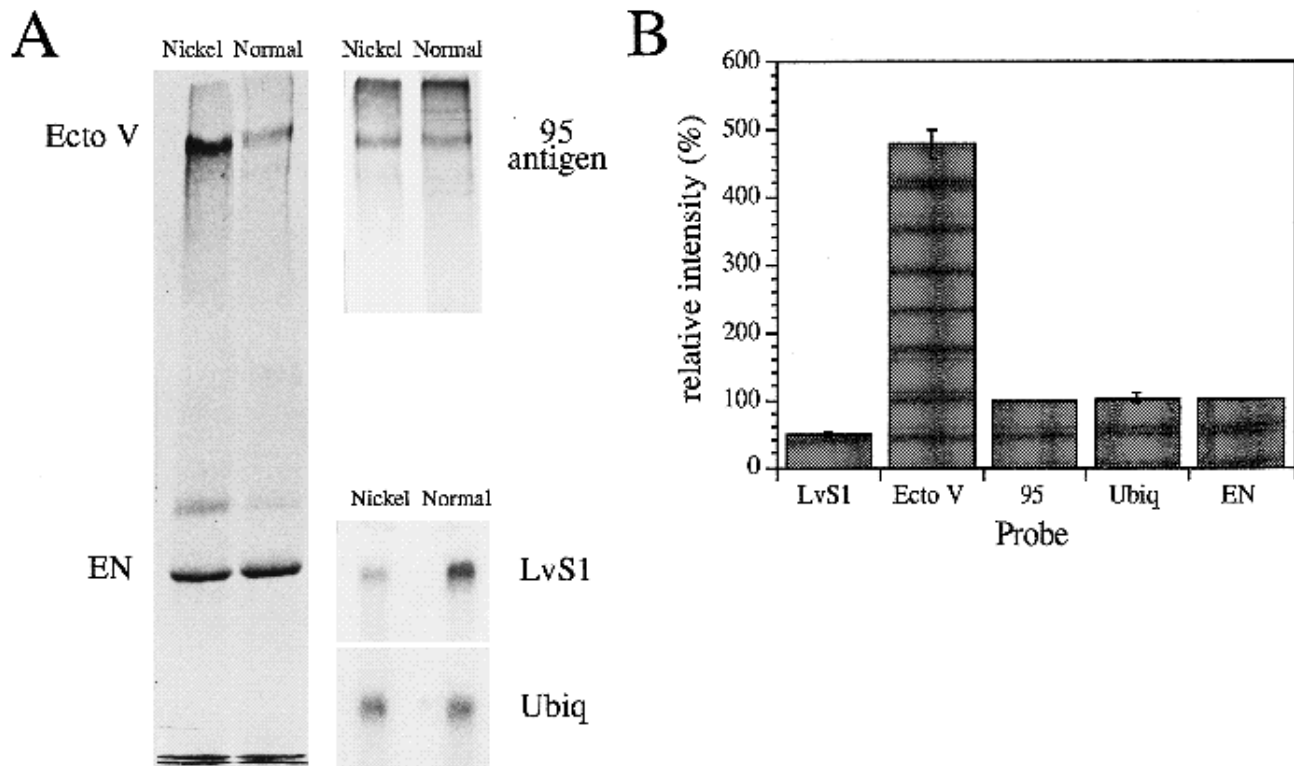 A
Nickel Normal
Ecto V
EN
Nickel Normal
95
antigen
Nickel Normal
LvS1
Ubiq
B
relative intensity (%)
600
500
400
300
200
100
0
LvS1 Ecto V 95 Ubiq EN
Probe